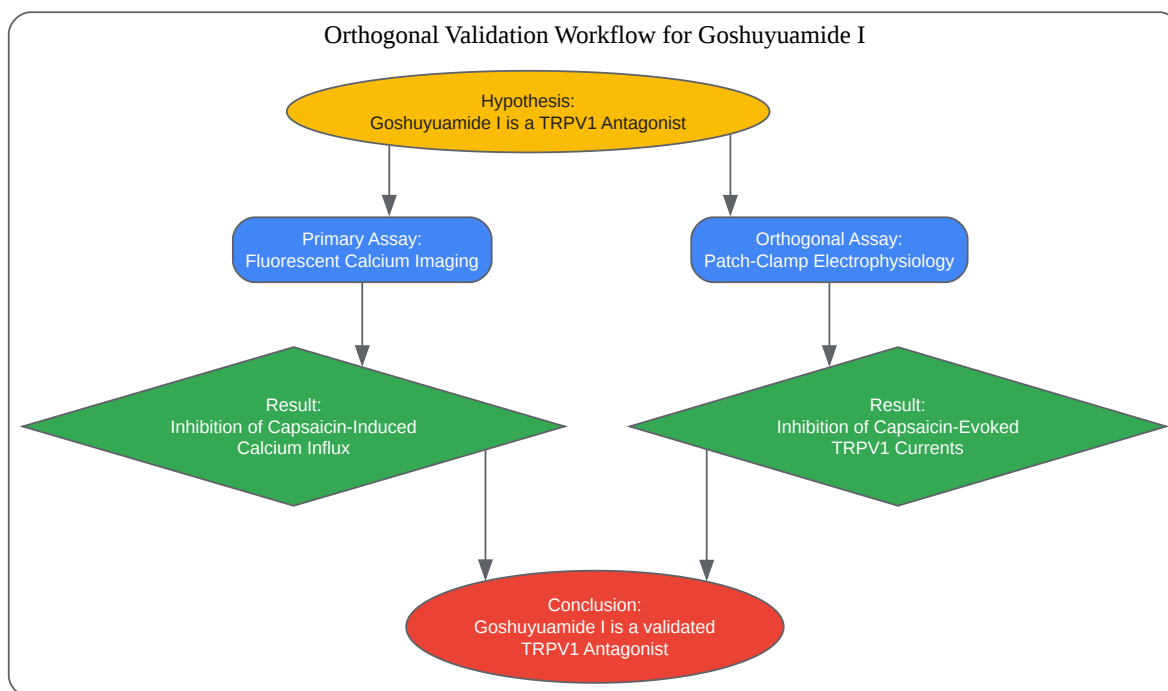 Orthogonal Validation Workflow for Goshuyuamide I
Hypothesis:
Goshuyuamide I is a TRPV1 Antagonist
Primary Assay:
Fluorescent Calcium Imaging
Orthogonal Assay:
Patch-Clamp Electrophysiology
Result:
Inhibition of Capsaicin-Induced
Calcium Influx
Result:
Inhibition of Capsaicin-Evoked
TRPV1 Currents
Conclusion:
Goshuyuamide I is a validated
TRPV1 Antagonist